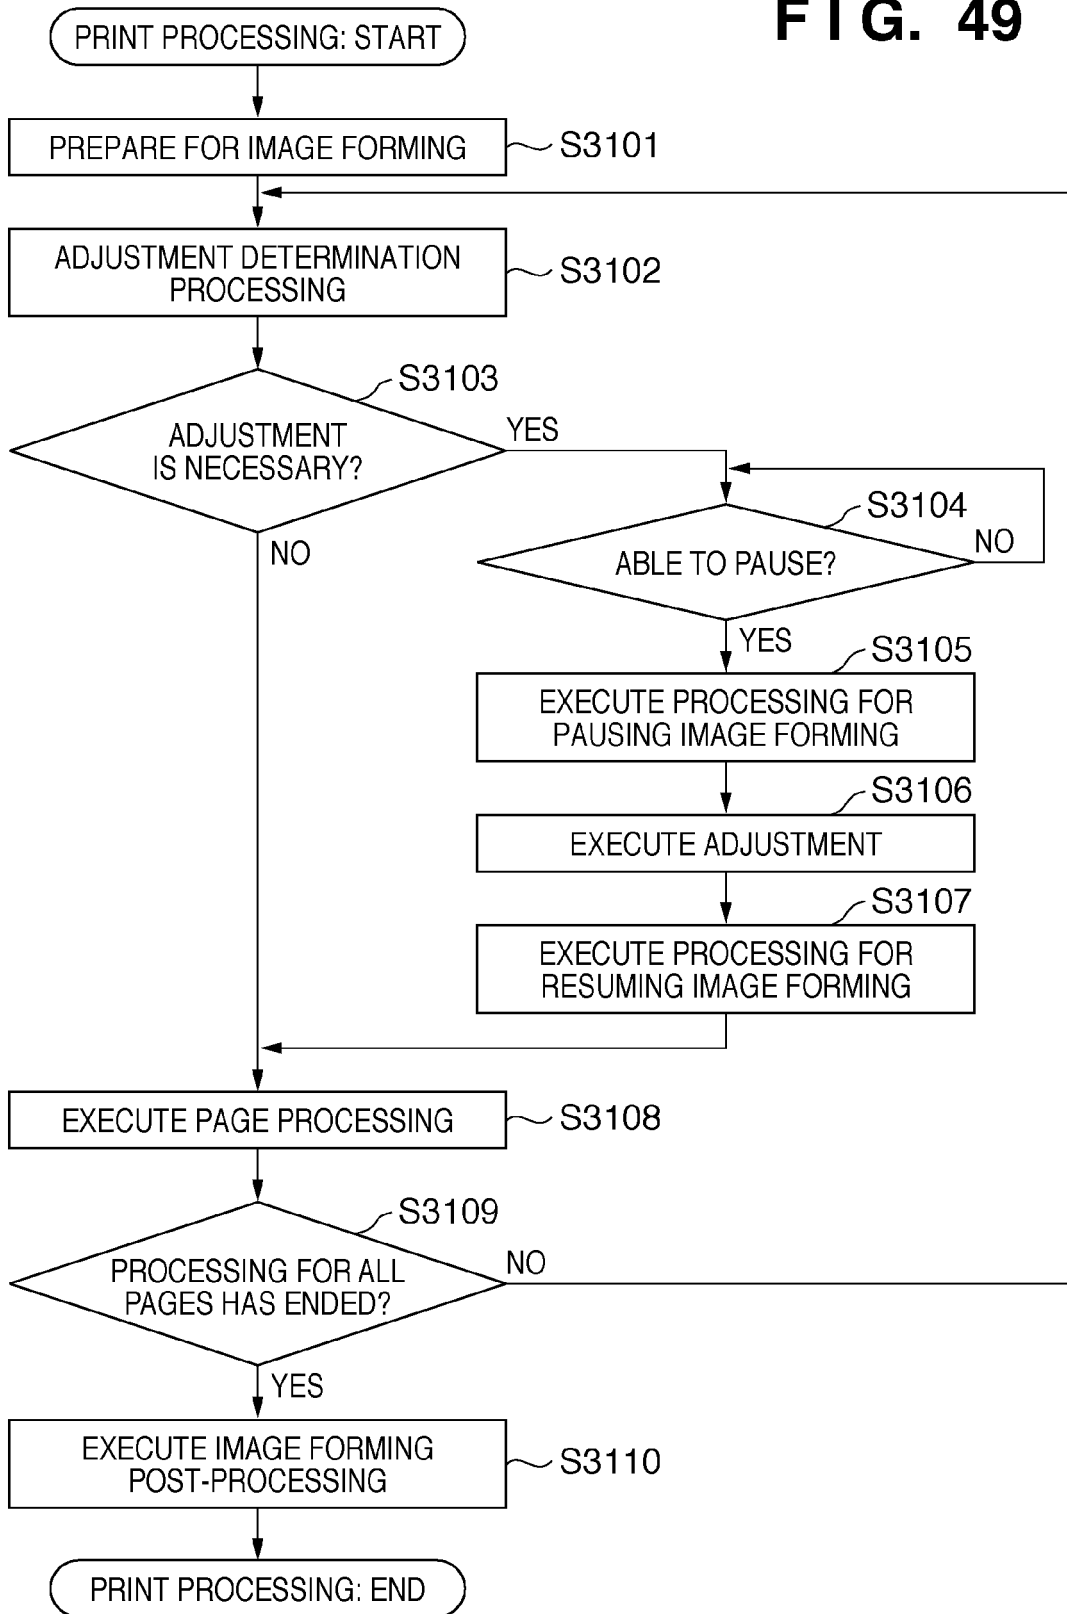 FIG. 49
PRINT PROCESSING: START
PREPARE FOR IMAGE FORMING
S3101
ADJUSTMENT DETERMINATION
PROCESSING
S3102
S3103
ADJUSTMENT
IS NECESSARY?
YES
NO
S3104
ABLE TO PAUSE?
NO
YES
S3105
EXECUTE PROCESSING FOR
PAUSING IMAGE FORMING
S3106
EXECUTE ADJUSTMENT
S3107
EXECUTE PROCESSING FOR
RESUMING IMAGE FORMING
EXECUTE PAGE PROCESSING
S3108
S3109
PROCESSING FOR ALL
PAGES HAS ENDED?
NO
YES
EXECUTE IMAGE FORMING
POST-PROCESSING
S3110
PRINT PROCESSING: END